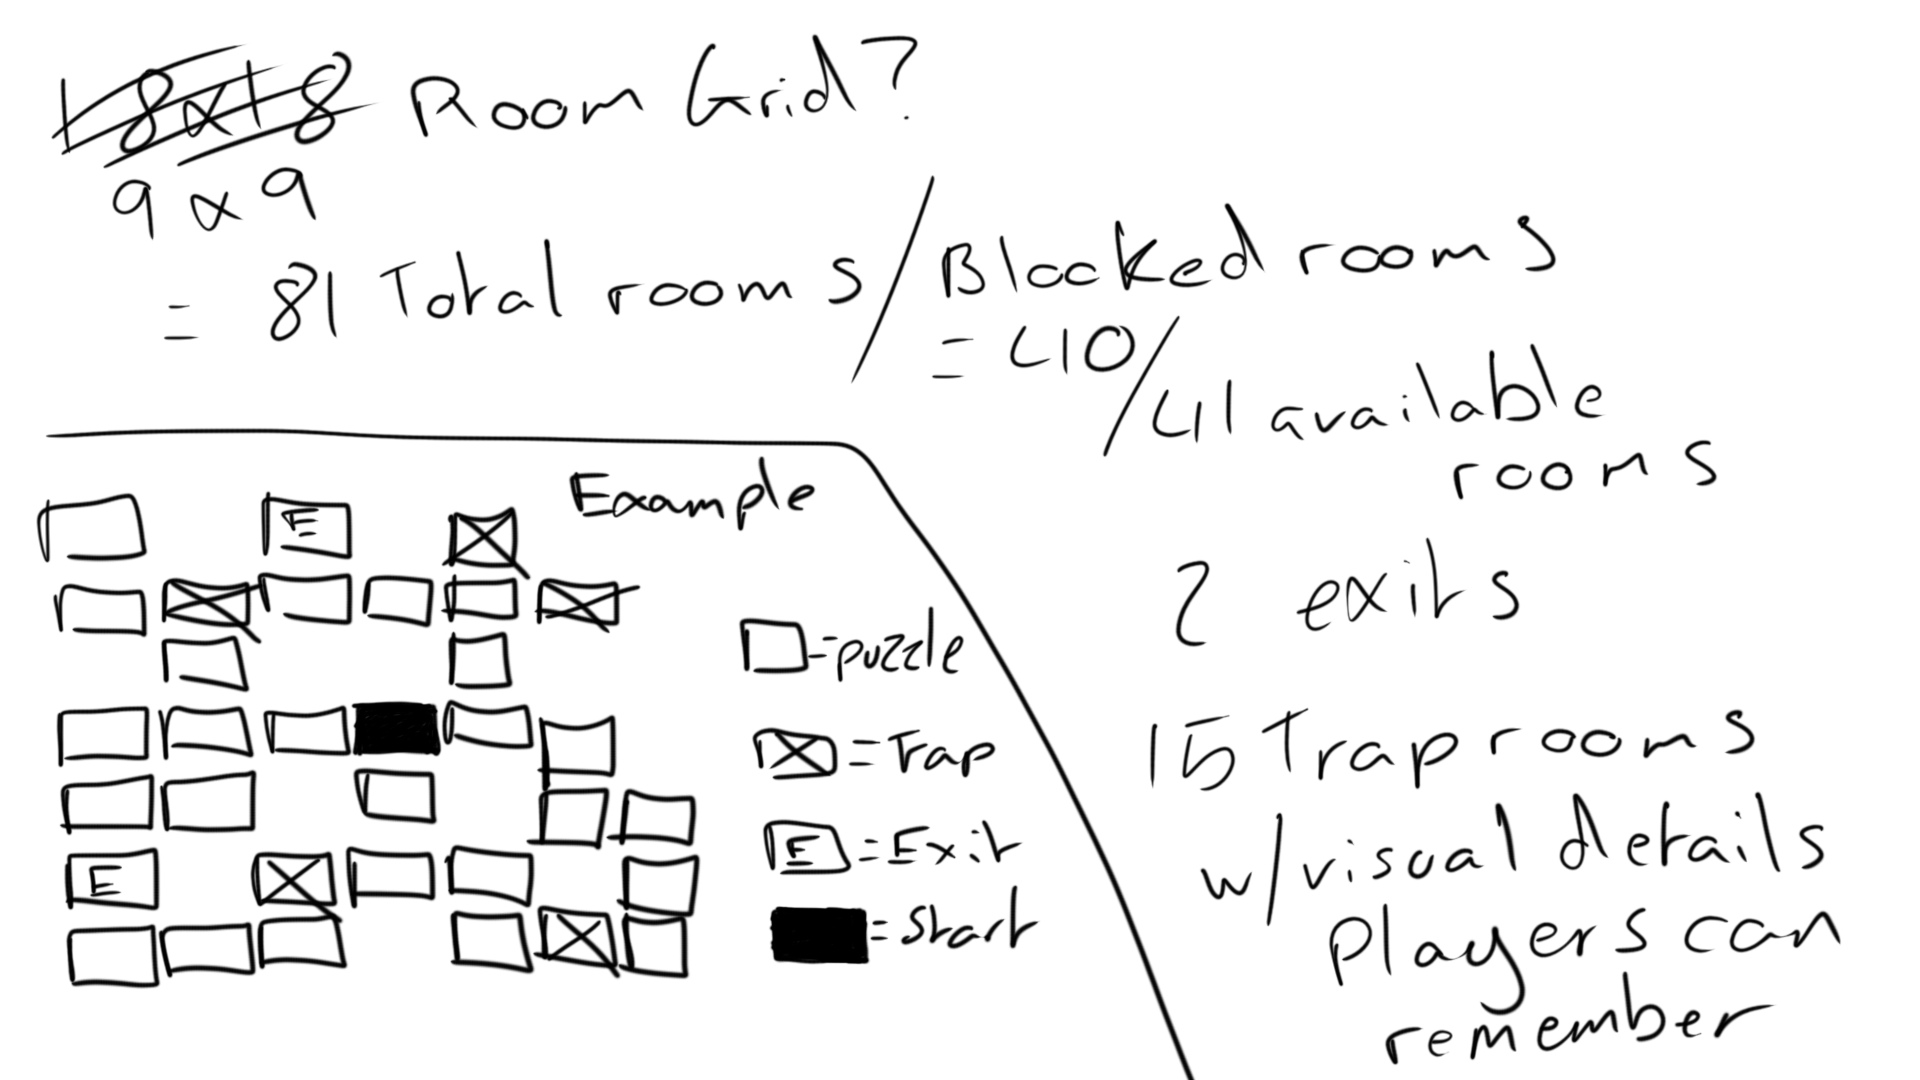 18x18 Room Grid?
9x9
= 81 Total rooms / Blocked rooms
= 40 / 41 available
rooms
2 exits
15 Trap rooms
w/visual details
Players can
remember
Example
E
E
□=puzzle
☒=Trap
E=Exit
■=Start